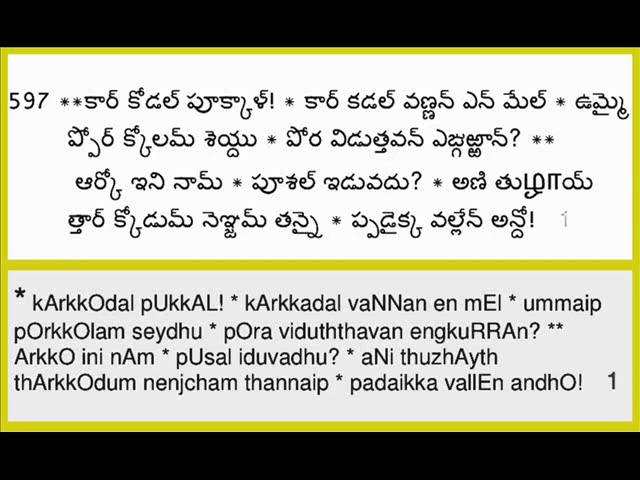 597 **కార్ కోడల్ పూక్కాళ్! * కార్ కడల్ వణ్ణన్ ఎన్ మేల్ * ఉమ్మై
ప్పోర్ క్కోలమ్ శెయ్దు * పోర విడుత్తవన్ ఎఙ్గుఱ్ఱాన్? **
ఆర్కో ఇని నామ్ * పూశల్ ఇడువదు? * అణి తుழாய్
త్తార్ క్కోడుమ్ నెఞ్జమ్ తన్నై * ప్పడైక్క వల్లేన్ అన్దో! 1
* kArkkOdal pUkkAL! * kArkkadal vaNNan en mEl * ummaip
pOrkkOlam seydhu * pOra viduththavan engkuRRAn? **
ArkkO ini nAm * pUsal iduvadhu? * aNi thuzhAyth
thArkkOdum nenjcham thannaip * padaikka vallEn andhO! 1